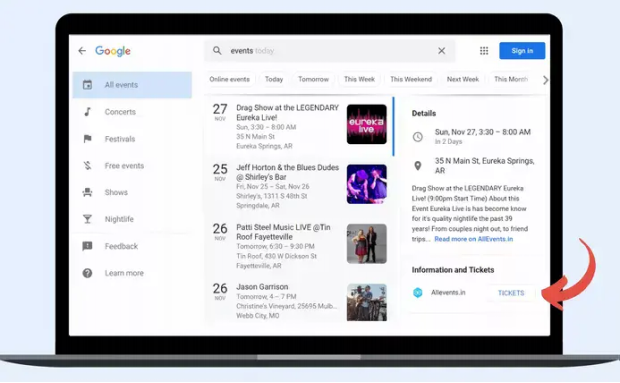 Google
events today
Sign in
All events
Concerts
Festivals
Free events
Shows
Nightlife
Feedback
Learn more
Online events
Today
Tomorrow
This Week
This Weekend
Next Week
This Month
27
NOV
Drag Show at the LEGENDARY
Eureka Live!
Sun, 3:30 – 8:00 AM
35 N Main St
Eureka Springs, AR
eureka
live
25
NOV
Jeff Horton & the Blues Dudes
@ Shirley's Bar
Fri, Nov 25 – Sat, Nov 26
Shirley's, 1311 S 48th St
Springdale, AR
26
NOV
Patti Steel Music LIVE @Tin
Roof Fayetteville
Tomorrow, 6:30 – 9:30 PM
Tin Roof, 430 W Dickson St
Fayetteville, AR
26
NOV
Jason Garrison
Tomorrow, 4 – 7 PM
Christine's Vineyard, 25695 Mulb...
Webb City, MO
Details
Sun, Nov 27, 3:30 – 8:00 AM
in 2 Days
35 N Main St, Eureka Springs,
AR
Drag Show at the LEGENDARY Eureka
Live! (9:00pm Start Time) About this
Event Eureka Live is has become know
for it's quality nightlife the past 39
years! From couples night out, to friend
trips... Read more on AllEvents.in
Information and Tickets
Allevents.in
TICKETS